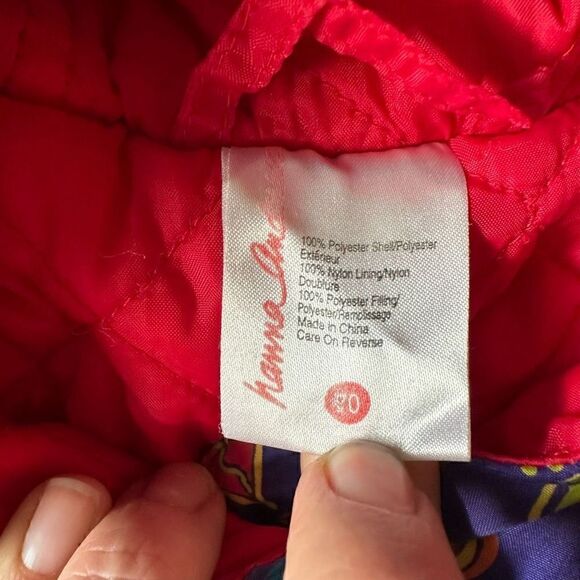 hanna
100% Polyester Shell/Polyester
Extérieur
100% Nylon Lining/Nylon
Doublure
100% Polyester Filling/
Polyester/Remplissage
Made in China
Care On Reverse